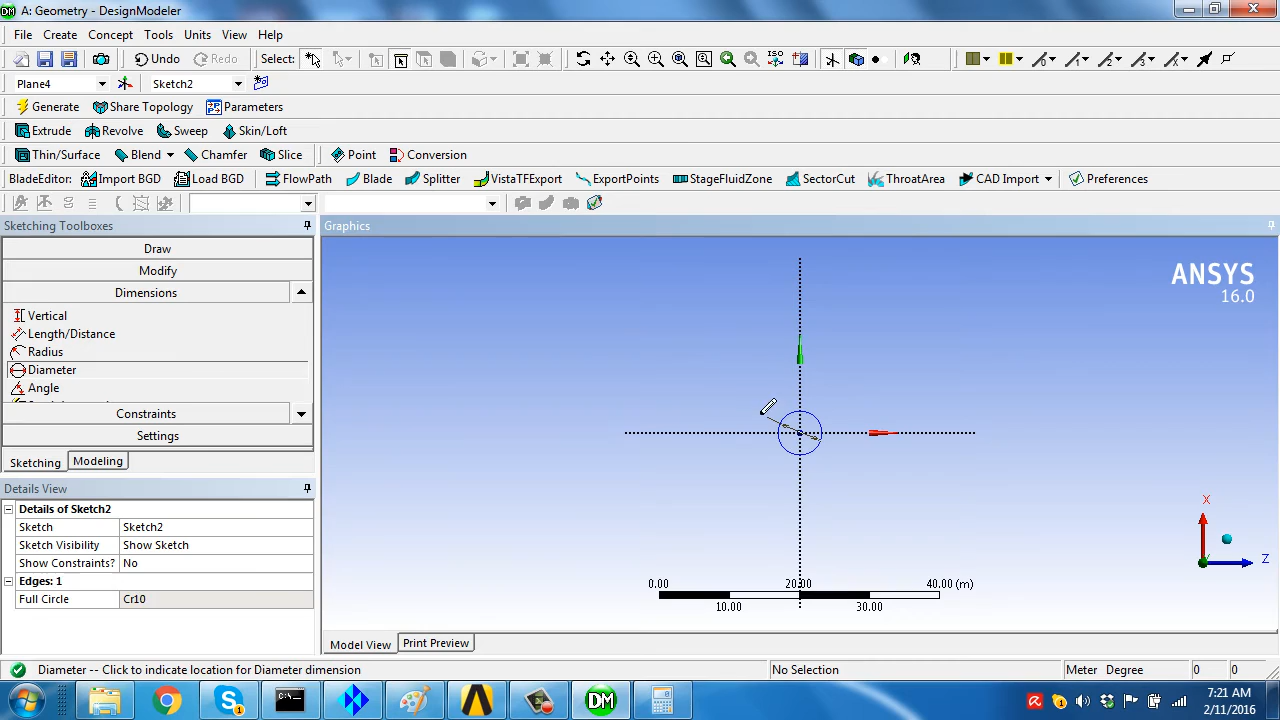 DM A: Geometry - DesignModeler
File Create Concept Tools Units View Help
Undo Redo Select: ISO
Plane4 Sketch2
Generate Share Topology Parameters
Extrude Revolve Sweep Skin/Loft
Thin/Surface Blend Chamfer Slice Point Conversion
BladeEditor: Import BGD Load BGD FlowPath Blade Splitter VistaTFExport ExportPoints StageFluidZone SectorCut ThroatArea CAD Import Preferences
Sketching Toolboxes
Draw
Modify
Dimensions
Vertical
Length/Distance
Radius
Diameter
Angle
Constraints
Settings
Sketching Modeling
Details View
Details of Sketch2
Sketch Sketch2
Sketch Visibility Show Sketch
Show Constraints? No
Edges: 1
Full Circle Cr10
Graphics
ANSYS
16.0
X
Y
Z
0.00 20.00 40.00 (m)
10.00 30.00
Model View Print Preview
Diameter -- Click to indicate location for Diameter dimension No Selection Meter Degree 0 0
S 1 DM
7:21 AM
2/11/2016